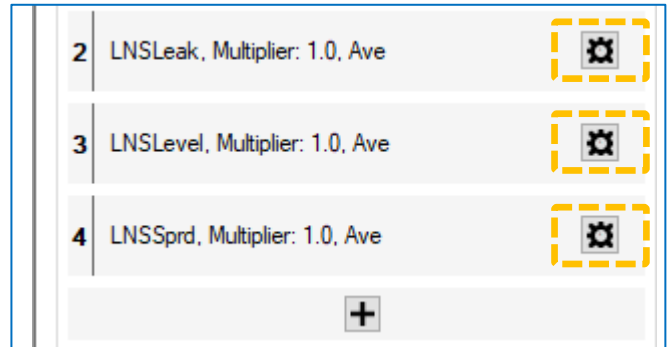 2 LNSLeak, Multiplier: 1.0, Ave
3 LNSLevel, Multiplier: 1.0, Ave
4 LNSSprd, Multiplier: 1.0, Ave